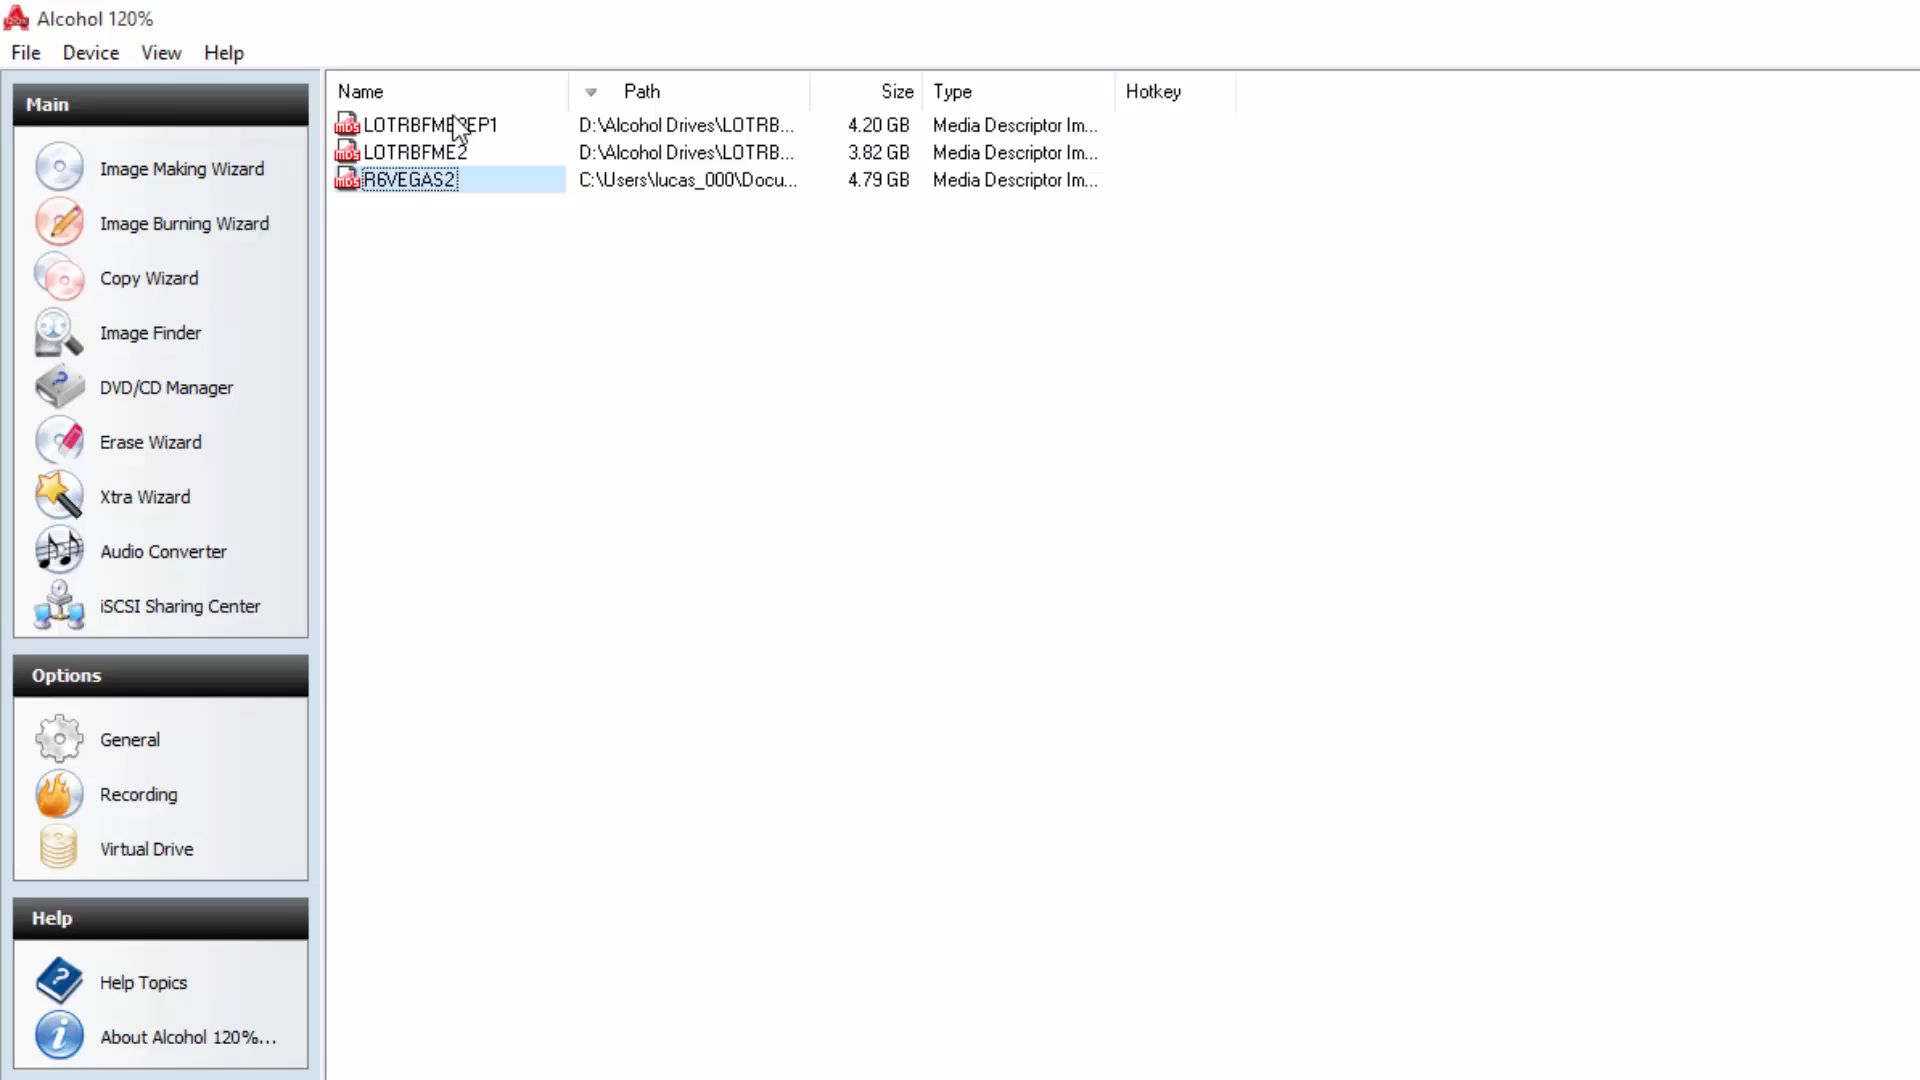 Alcohol 120%
File Device View Help
Main
Image Making Wizard
Image Burning Wizard
Copy Wizard
Image Finder
DVD/CD Manager
Erase Wizard
Xtra Wizard
Audio Converter
iSCSI Sharing Center
Options
General
Recording
Virtual Drive
Help
Help Topics
About Alcohol 120%...
Name Path Size Type Hotkey
D:\Alcohol Drives\LOTRB... 4.20 GB Media Descriptor Im...
LOTRBFME2 D:\Alcohol Drives\LOTRB... 3.82 GB Media Descriptor Im...
R6VEGAS2 C:\Users\lucas_000\Docu... 4.79 GB Media Descriptor Im...